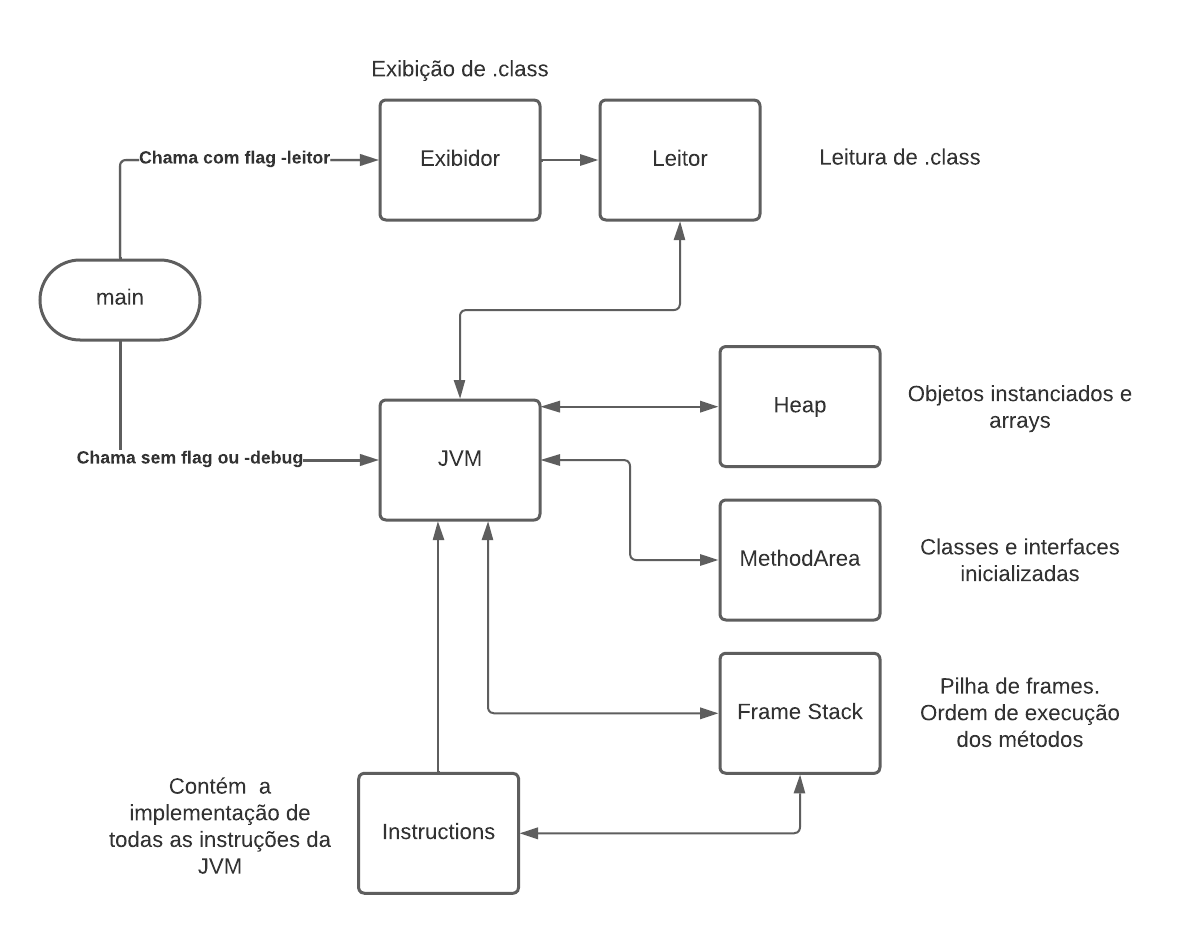 Exibição de .class
Chama com flag -leitor
Exibidor
Leitor
Leitura de .class
main
Chama sem flag ou -debug
JVM
Heap
Objetos instanciados e
arrays
MethodArea
Classes e interfaces
inicializadas
Frame Stack
Pilha de frames.
Ordem de execução
dos métodos
Contém  a
implementação de
todas as instruções da
JVM
Instructions